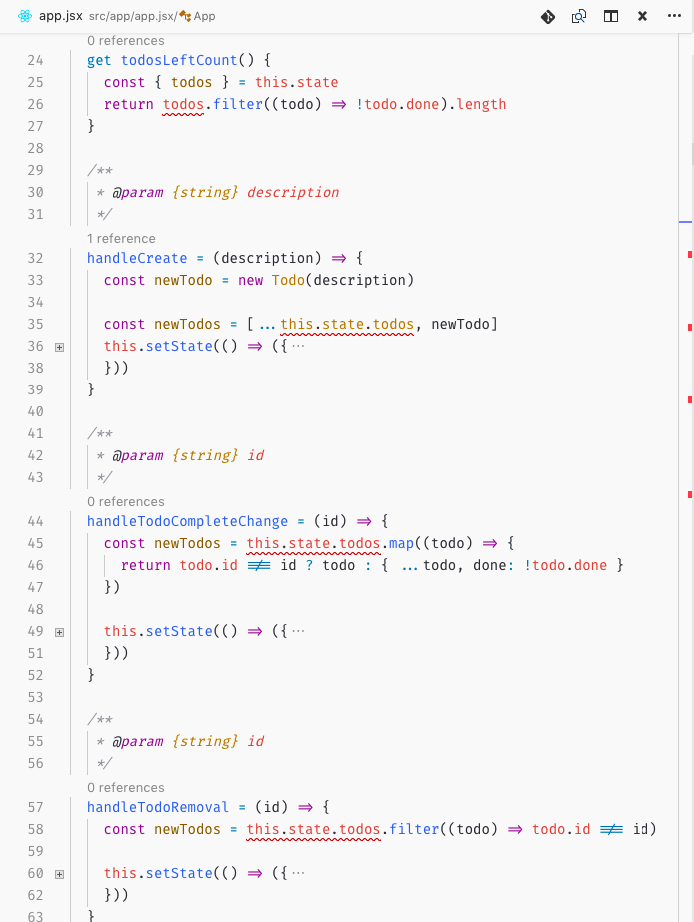 app.jsx src/app/app.jsx/App
0 references
24 get todosLeftCount() {
25 const { todos } = this.state
26 return todos.filter((todo) => !todo.done).length
27 }
28
29 /**
30 * @param {string} description
31 */
1 reference
32 handleCreate = (description) => {
33 const newTodo = new Todo(description)
34
35 const newTodos = [...this.state.todos, newTodo]
36 this.setState(() => ({···
38 }))
39 }
40
41 /**
42 * @param {string} id
43 */
0 references
44 handleTodoCompleteChange = (id) => {
45 const newTodos = this.state.todos.map((todo) => {
46 return todo.id !== id ? todo : { ...todo, done: !todo.done }
47 })
48
49 this.setState(() => ({···
51 }))
52 }
53
54 /**
55 * @param {string} id
56 */
0 references
57 handleTodoRemoval = (id) => {
58 const newTodos = this.state.todos.filter((todo) => todo.id !== id)
59
60 this.setState(() => ({···
62 }))
63 }